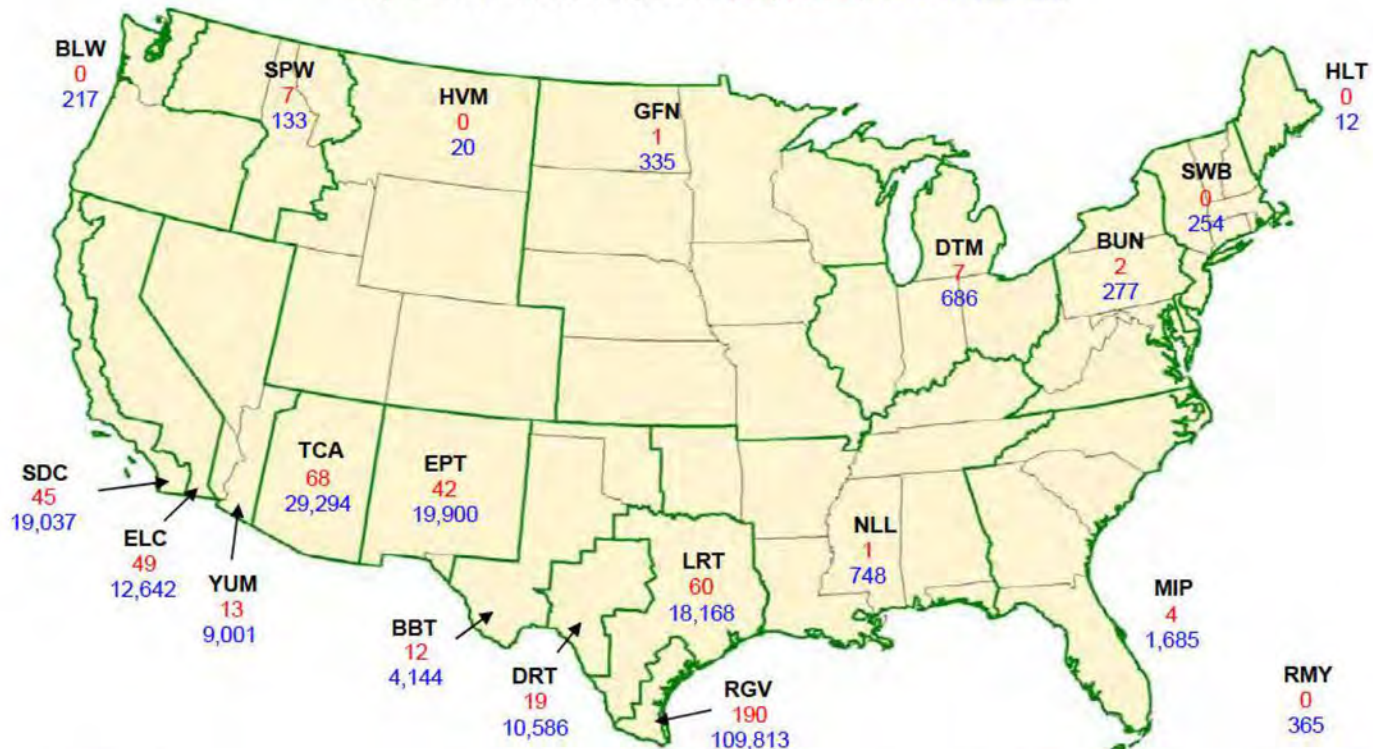 BLW
0
217
SPW
7
133
HVM
0
20
GFN
1
335
HLT
0
12
SWB
0
254
DTM
7
686
BUN
2
277
SDC
45
19,037
ELC
49
12,642
YUM
13
9,001
TCA
68
29,294
EPT
42
19,900
BBT
12
4,144
DRT
19
10,586
LRT
60
18,168
RGV
190
109,813
NLL
1
748
MIP
4
1,685
RMY
0
365